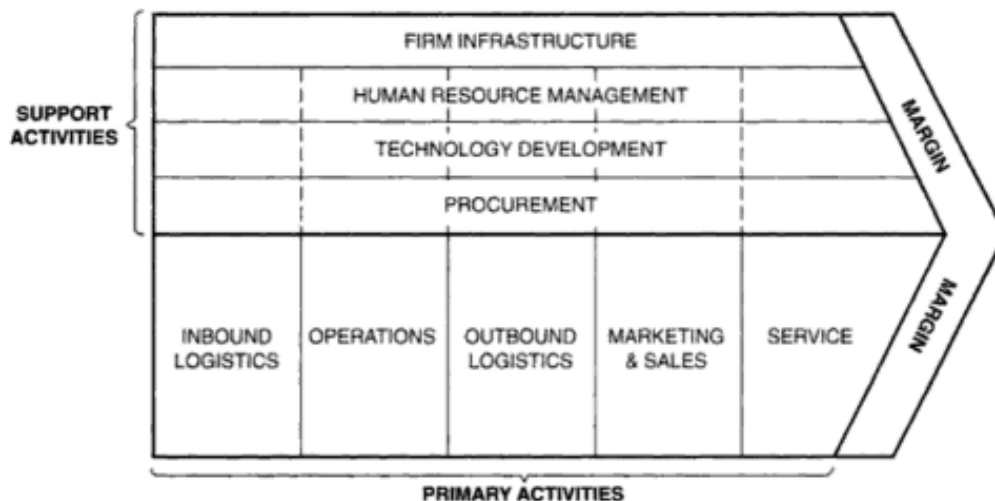 FIRM INFRASTRUCTURE
SUPPORT
ACTIVITIES
HUMAN RESOURCE MANAGEMENT
TECHNOLOGY DEVELOPMENT
PROCUREMENT
MARGIN
INBOUND
LOGISTICS
OPERATIONS
OUTBOUND
LOGISTICS
MARKETING
& SALES
SERVICE
MARGIN
PRIMARY ACTIVITIES